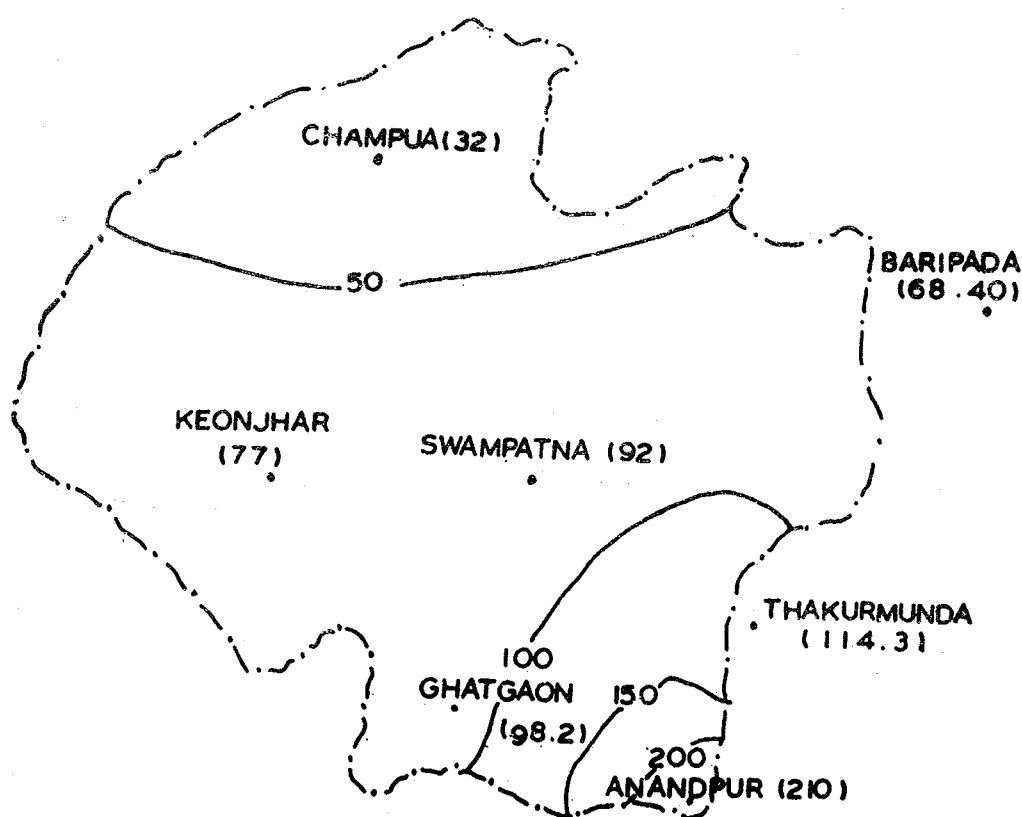 CHAMPUA(32)
50
BARIPADA
(68.40)
KEONJHAR
(77)
SWAMPATNA (92)
THAKURMUNDA
(114.3)
100
GHATGAON
(98.2)
150
200
ANANDPUR (210)